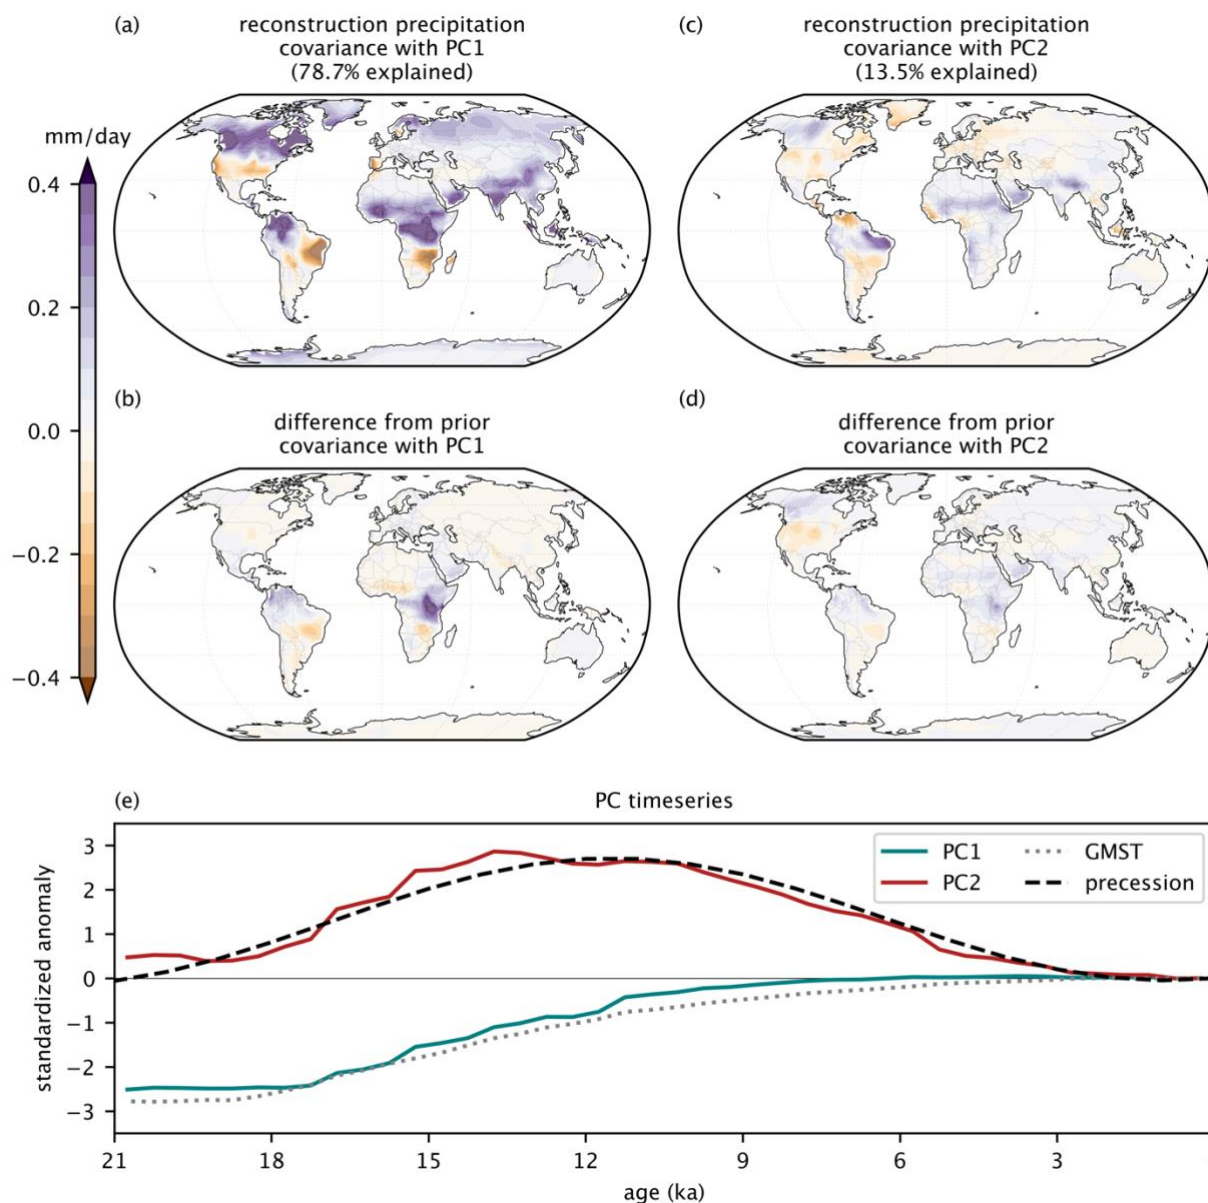 (a)
reconstruction precipitation
covariance with PC1
(78.7% explained)
(c)
reconstruction precipitation
covariance with PC2
(13.5% explained)
mm/day
0.4
0.2
0.0
−0.2
−0.4
(b)
difference from prior
covariance with PC1
(d)
difference from prior
covariance with PC2
(e)
PC timeseries
standardized anomaly
3
2
1
0
−1
−2
−3
PC1
PC2
GMST
precession
21
18
15
12
9
6
3
age (ka)